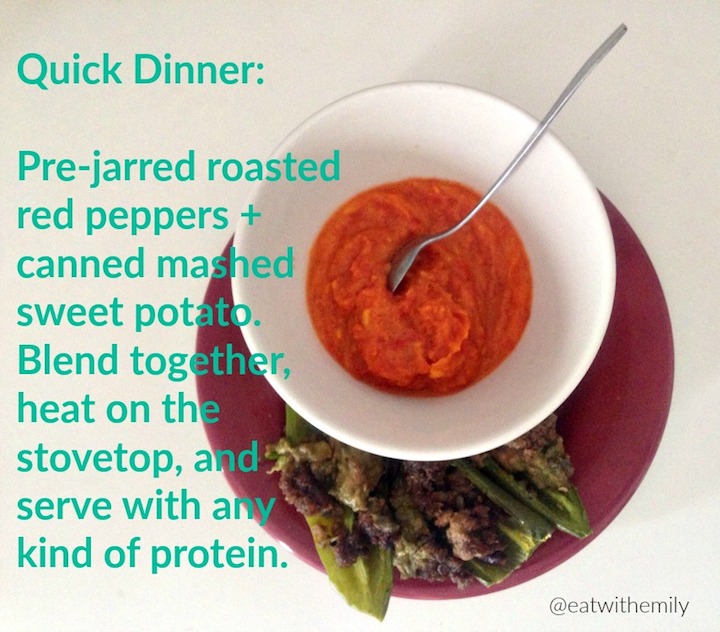 Quick Dinner:
Pre-jarred roasted
red peppers +
canned mashed
sweet potato.
Blend together,
heat on the
stovetop, and
serve with any
kind of protein.
@eatwithemily